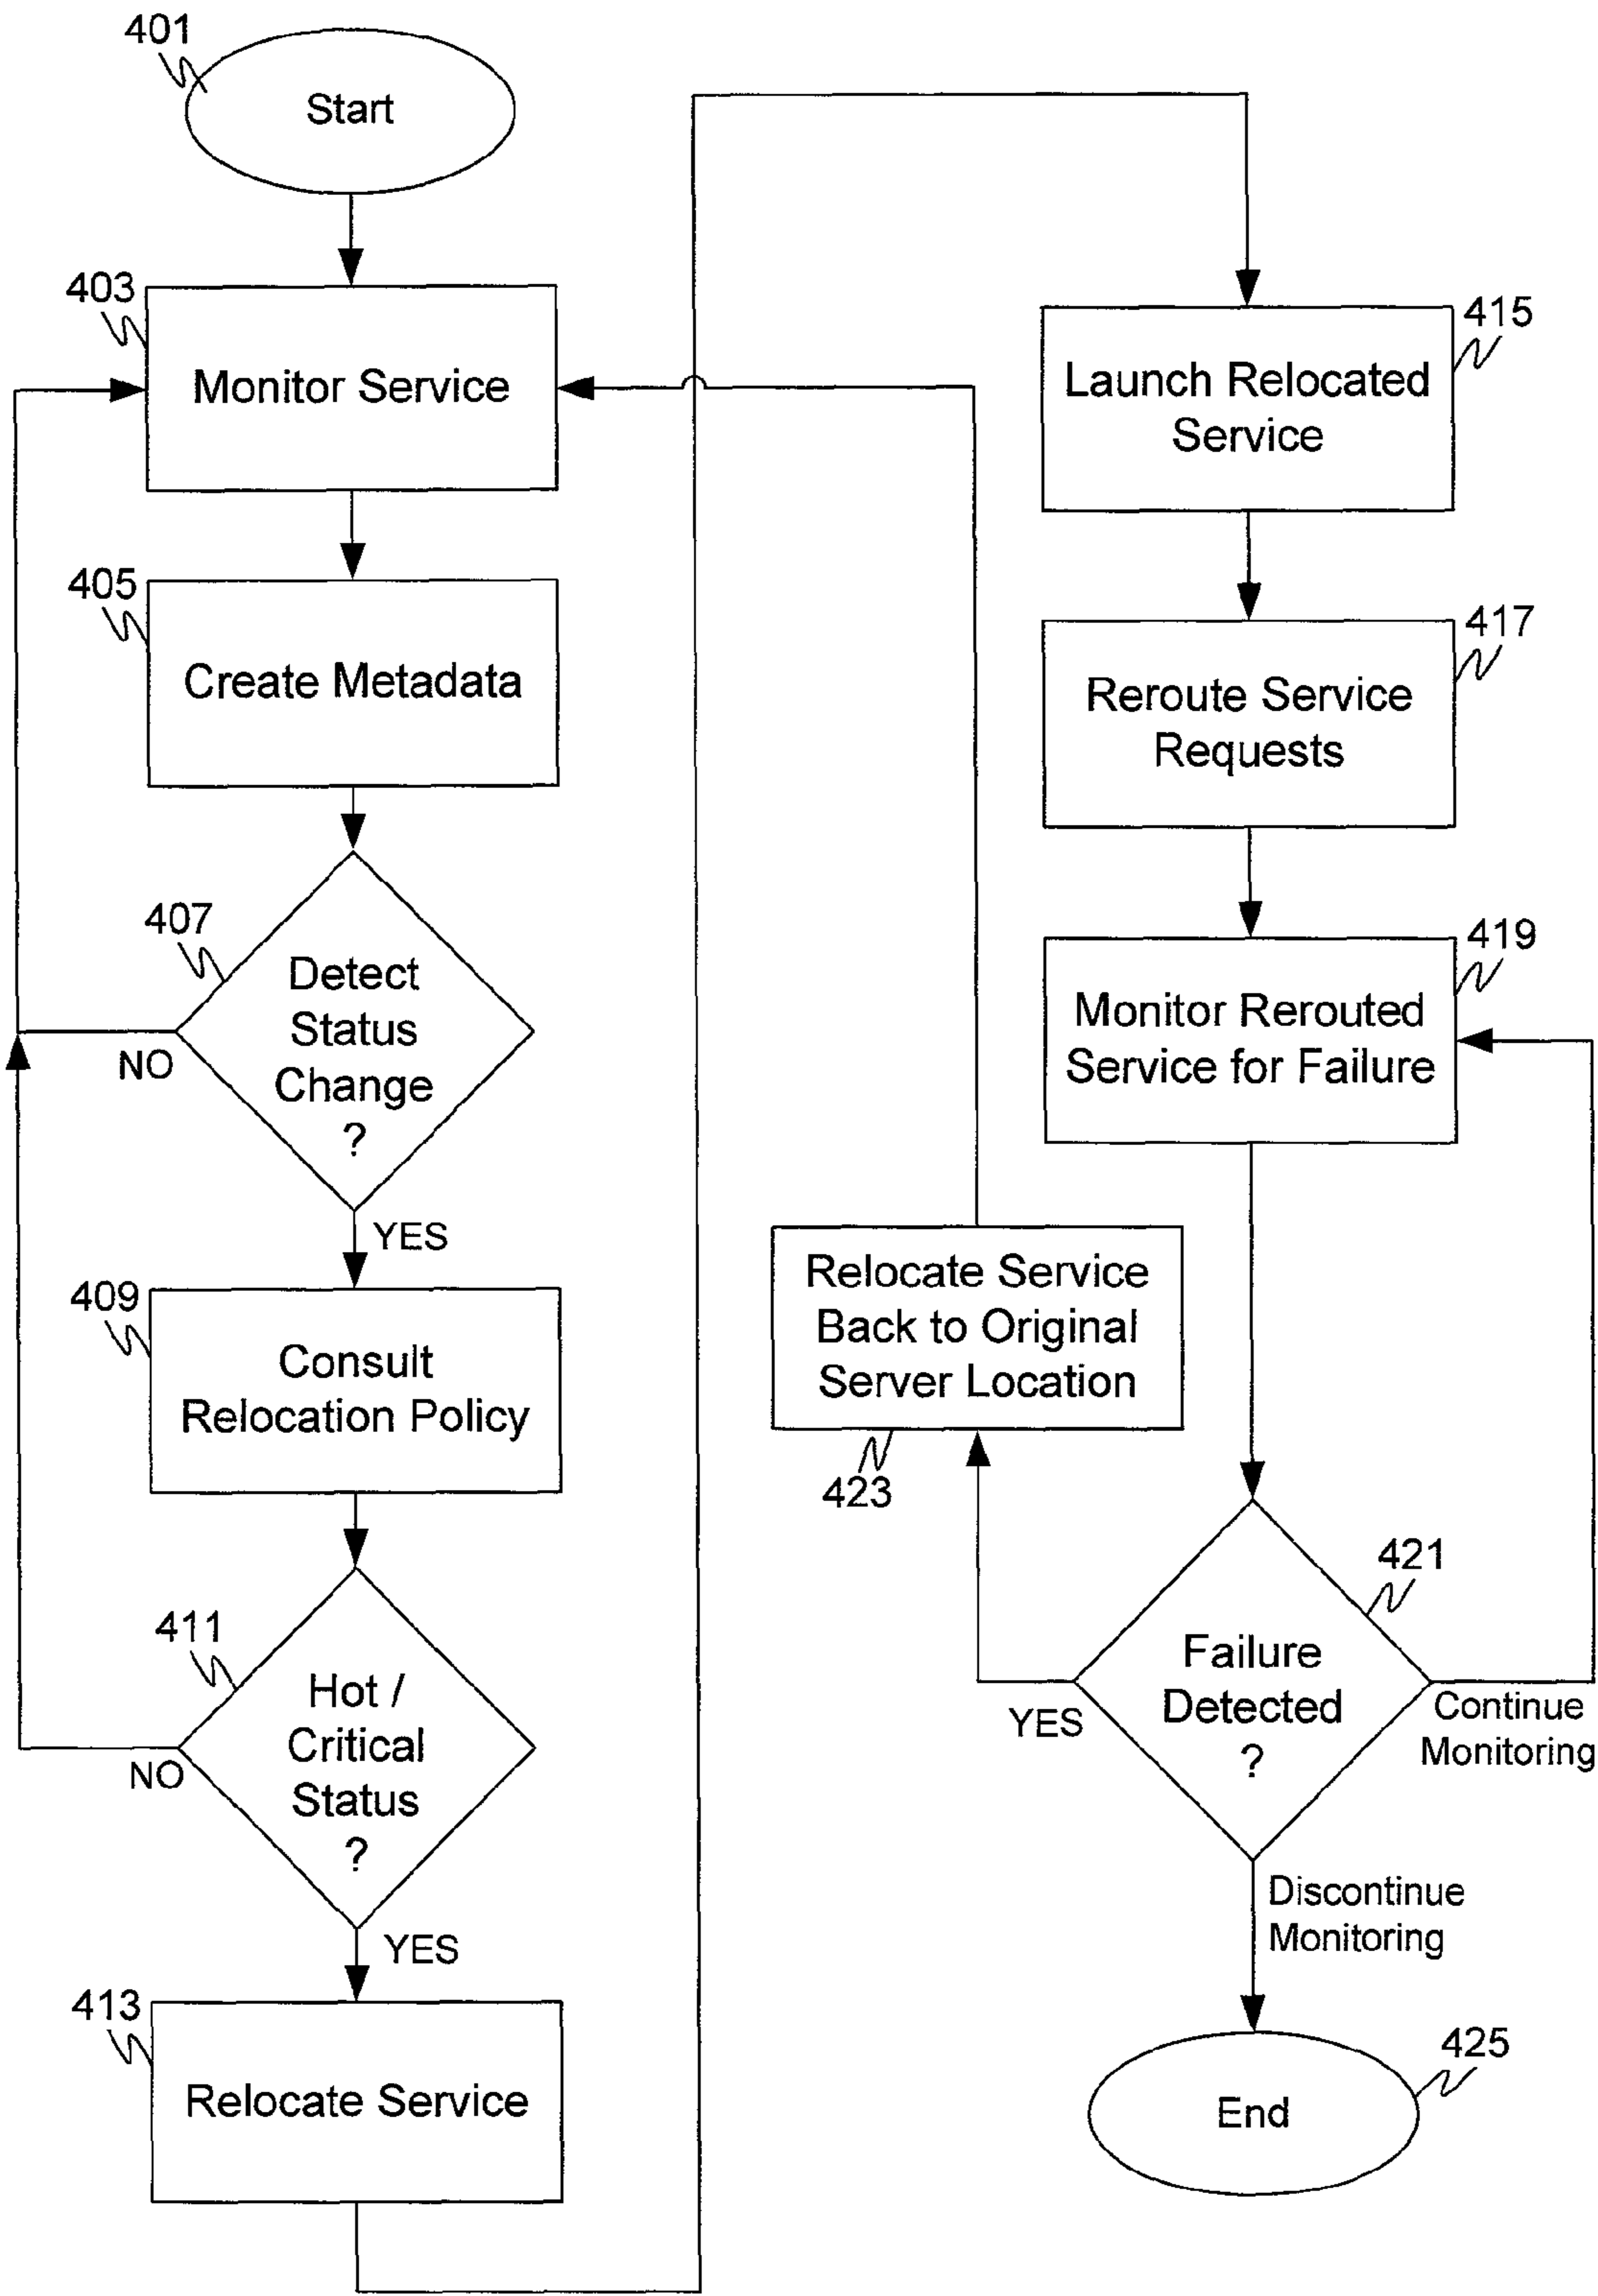 401
Start
403
Monitor Service
405
Create Metadata
407
Detect
Status
Change
?
NO
YES
409
Consult
Relocation Policy
411
Hot /
Critical
Status
?
NO
YES
413
Relocate Service
415
Launch Relocated
Service
417
Reroute Service
Requests
419
Monitor Rerouted
Service for Failure
Relocate Service
Back to Original
Server Location
423
421
Failure
Detected
?
YES
Continue
Monitoring
Discontinue
Monitoring
425
End